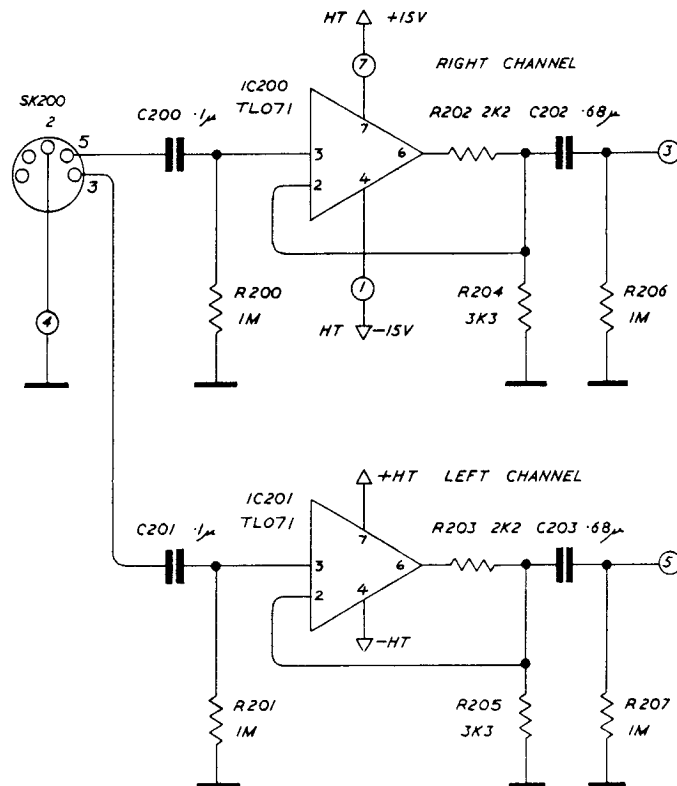 HT +15V
7
RIGHT CHANNEL
IC200
TL071
SK200
2
C200 .1µ
R202 2K2
C202 .68µ
5
3
7
3
6
2
4
3
4
R200
1M
1
HT -15V
R204
3K3
R206
1M
+HT LEFT CHANNEL
IC201
TL071
C201 .1µ
R203 2K2
C203 .68µ
7
3
6
2
4
5
-HT
R201
1M
R205
3K3
R207
1M